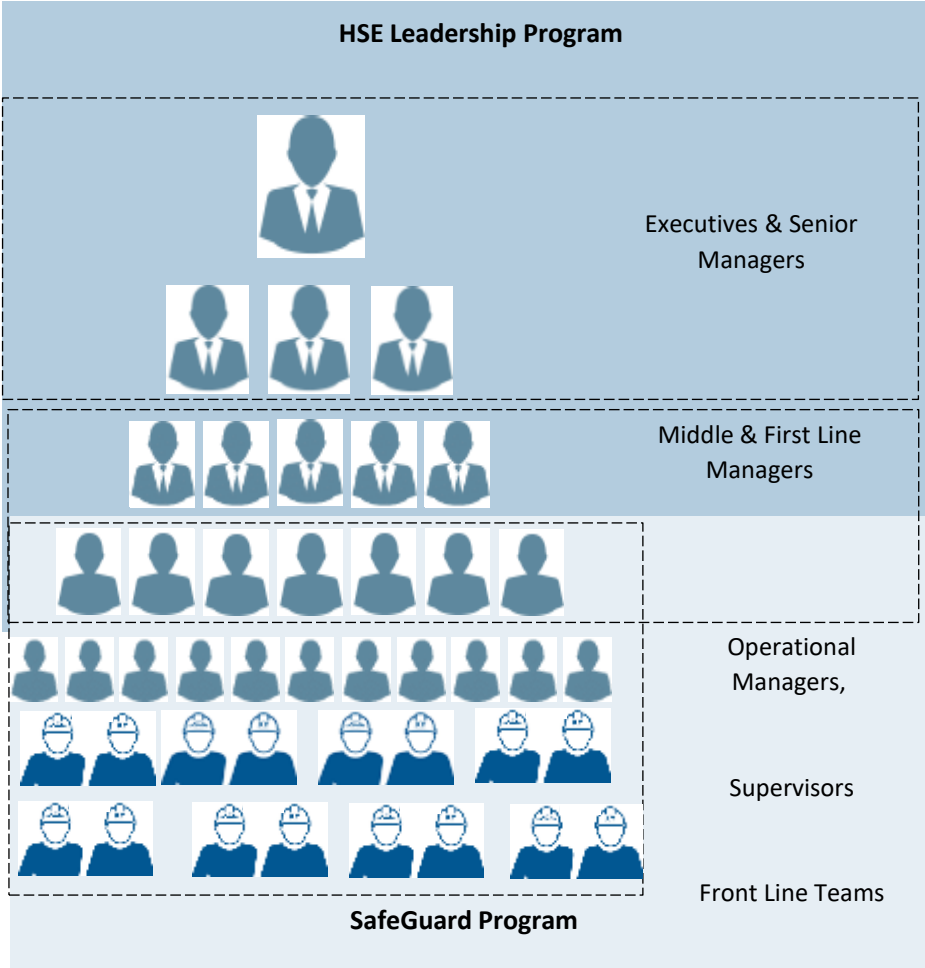 HSE Leadership Program
Executives & Senior
Managers
Middle & First Line
Managers
Operational
Managers,
Supervisors
Front Line Teams
SafeGuard Program